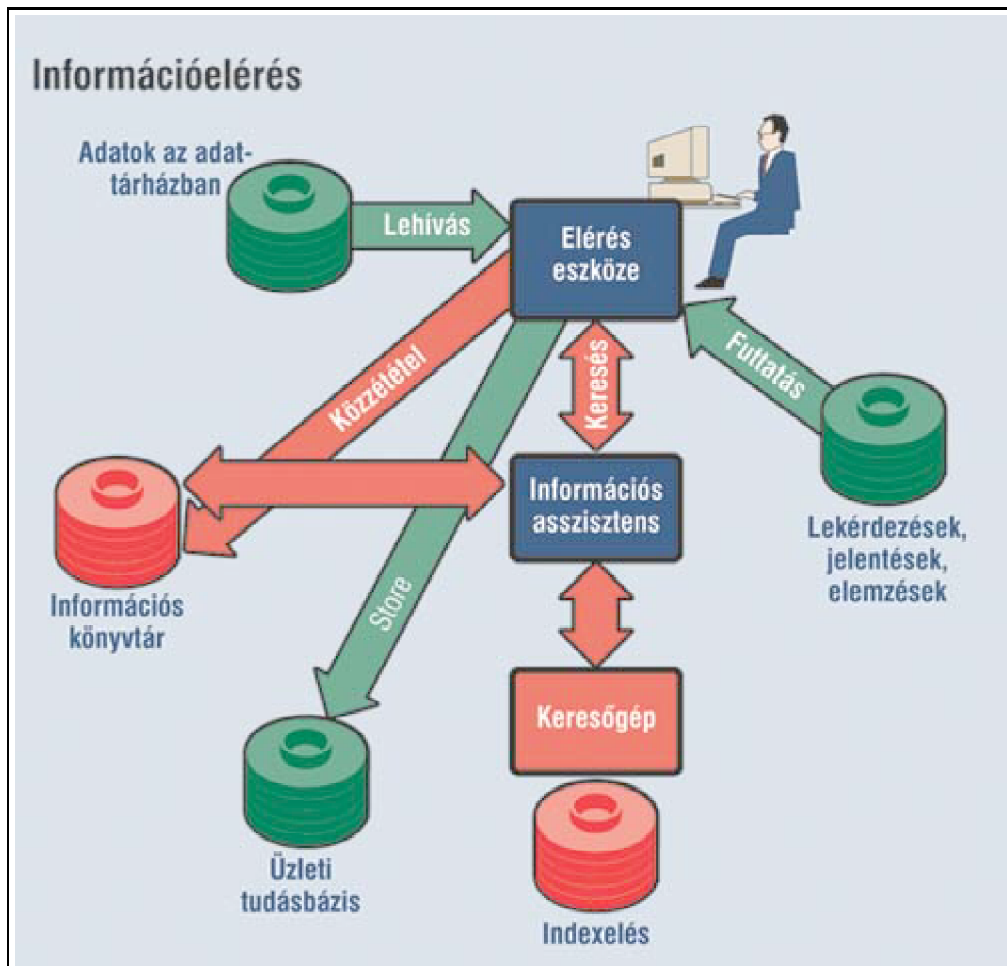 Információelérés
Adatok az adat-
tárházban
Lehívás
Elérés
eszköze
Közzététel
Keresés
Futtatás
Információs
könyvtár
Információs
asszisztens
Lekérdezések,
jelentések,
elemzések
Store
Keresőgép
Üzleti
tudásbázis
Indexelés